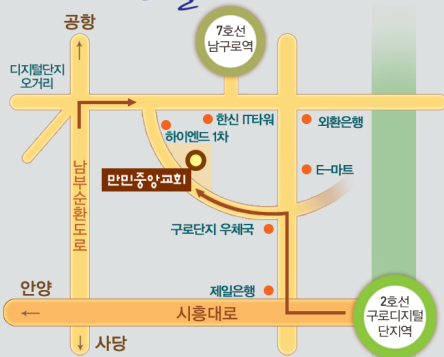 공항
7호선
남구로역
디지털단지
오거리
한신 IT타워
외환은행
하이엔드 1차
만민중앙교회
E-마트
남부순환도로
구로단지 우체국
제일은행
안양
시흥대로
2호선
구로디지털
단지역
사당